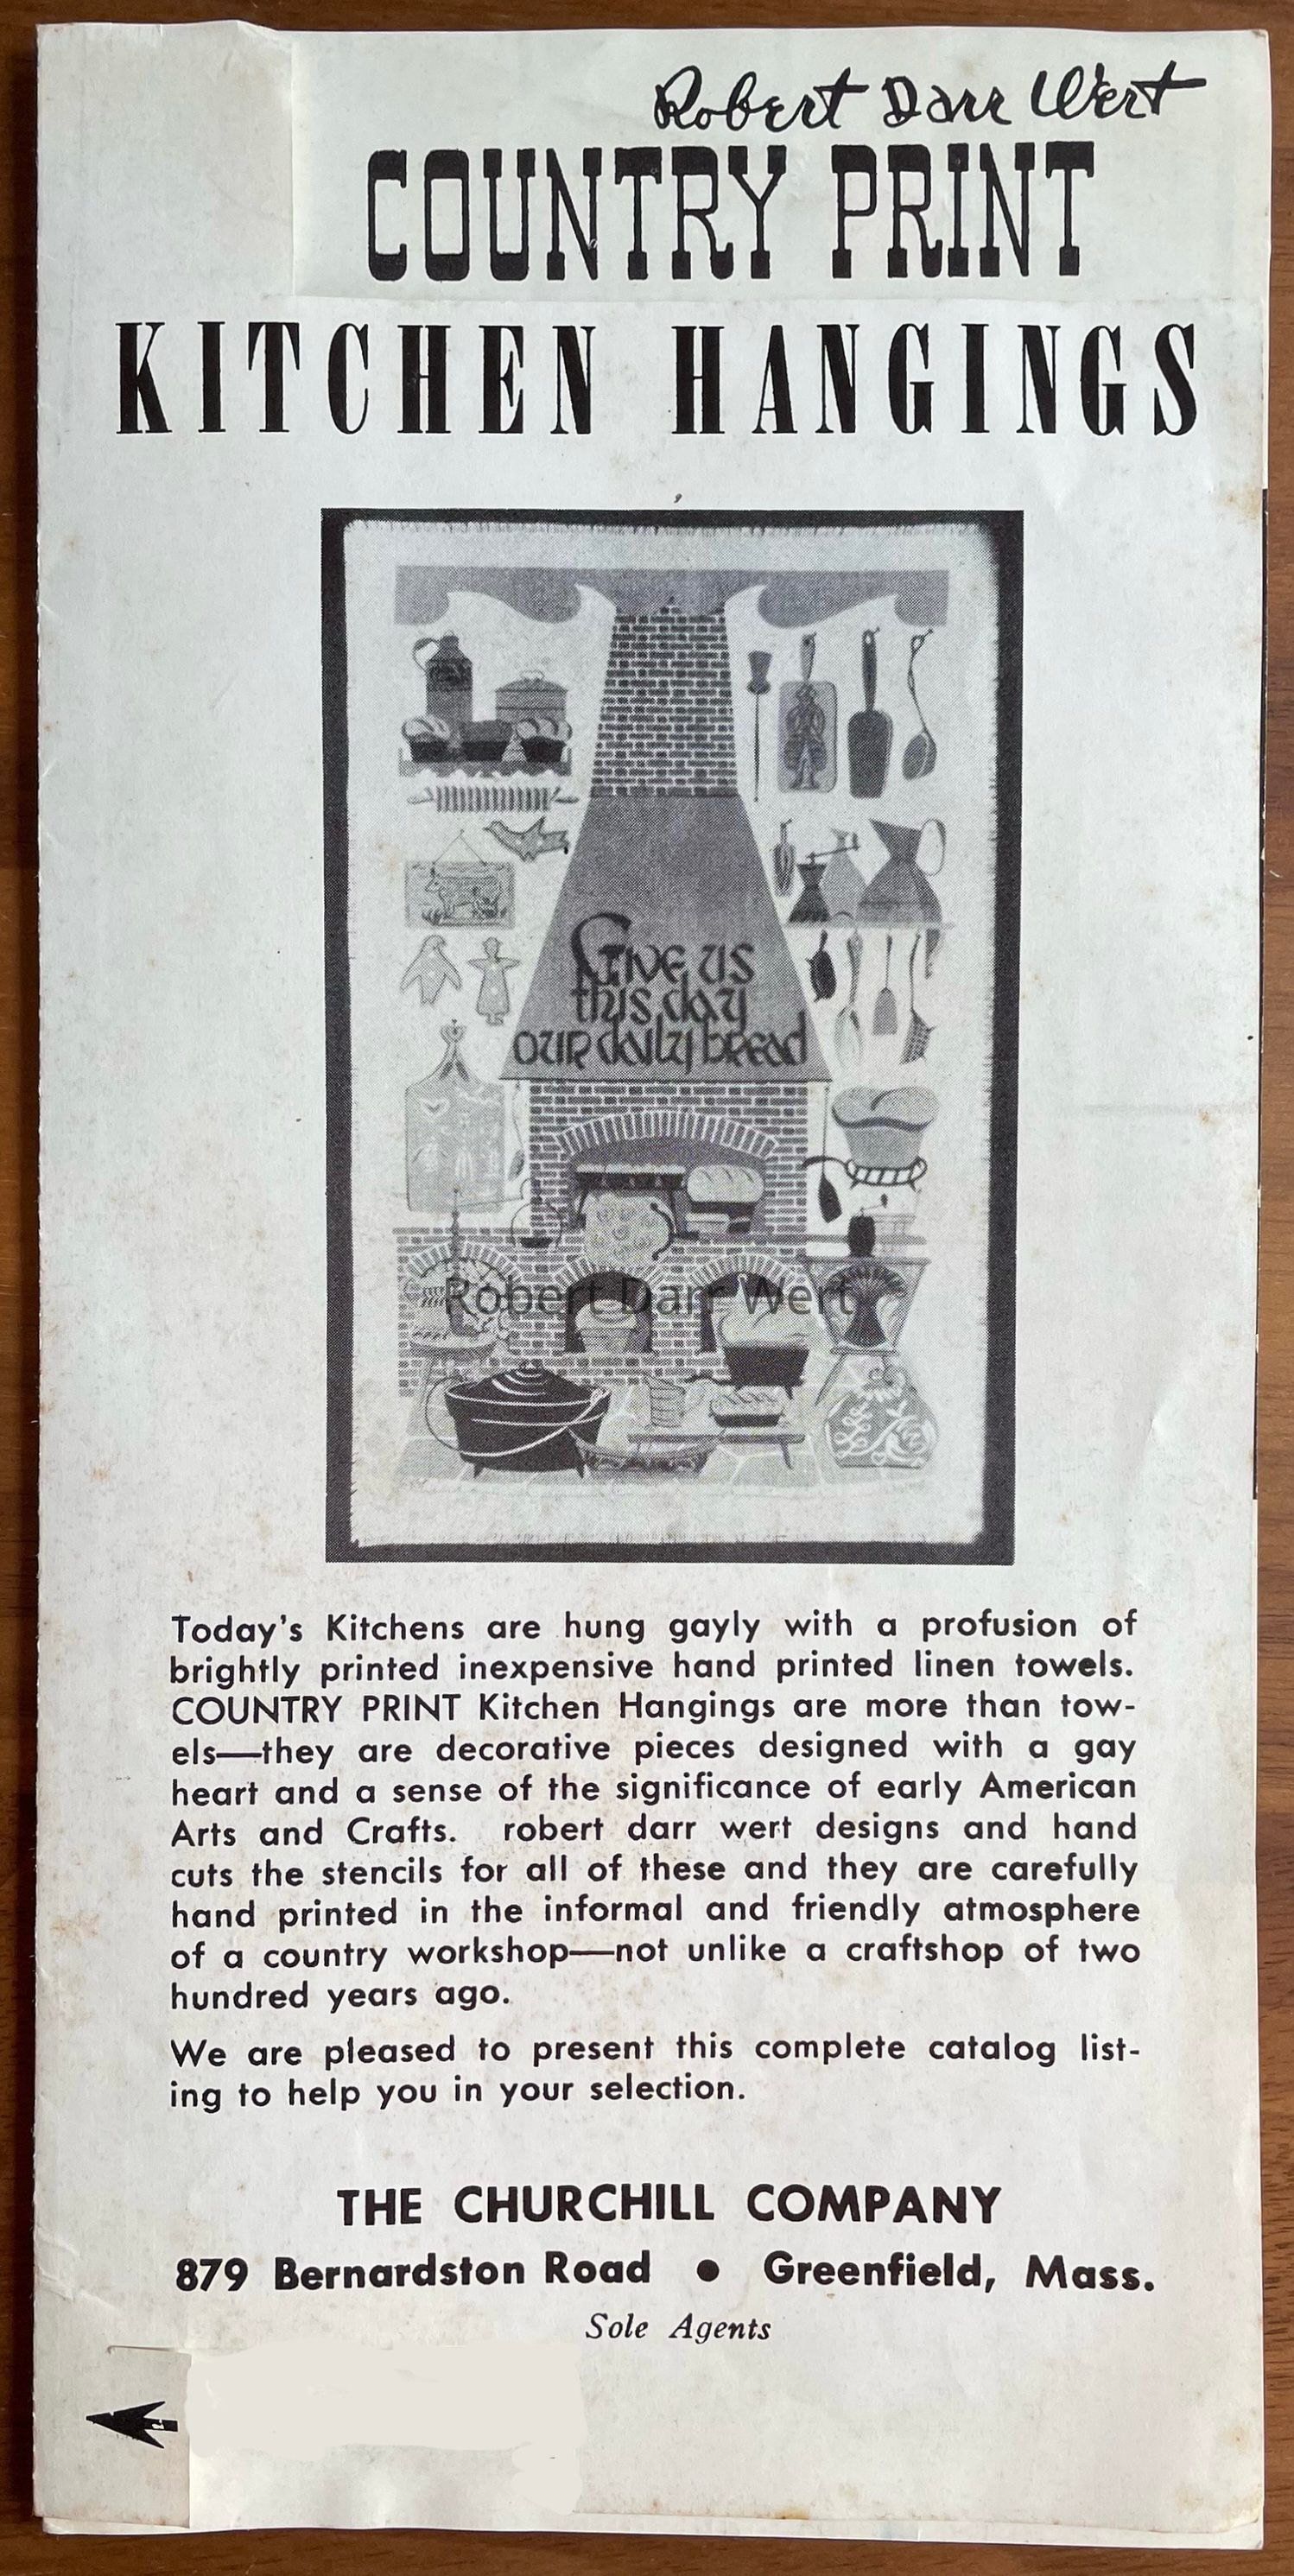 Robert Darr Wert
COUNTRY PRINT
KITCHEN HANGINGS
GIVE US
this day
our daily bread
Robert Darr Wert
Today's Kitchens are hung gayly with a profusion of
brightly printed inexpensive hand printed linen towels.
COUNTRY PRINT Kitchen Hangings are more than tow-
els—they are decorative pieces designed with a gay
heart and a sense of the significance of early American
Arts and Crafts. robert darr wert designs and hand
cuts the stencils for all of these and they are carefully
hand printed in the informal and friendly atmosphere
of a country workshop—not unlike a craftshop of two
hundred years ago.
We are pleased to present this complete catalog list-
ing to help you in your selection.
THE CHURCHILL COMPANY
879 Bernardston Road • Greenfield, Mass.
Sole Agents